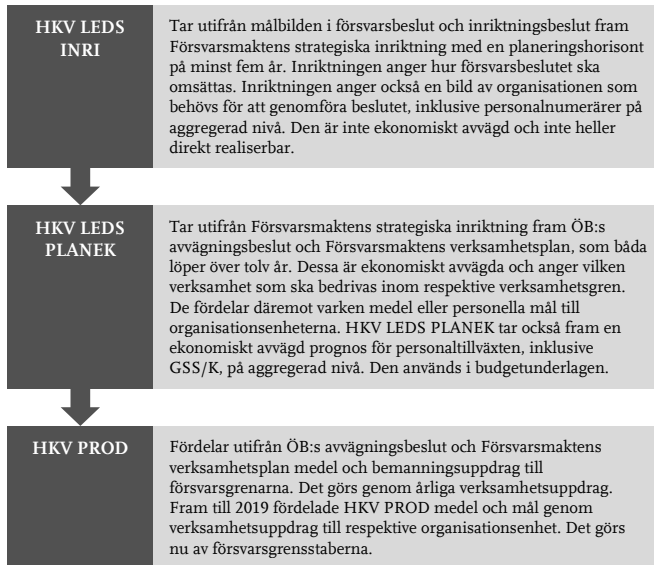 HKV LEDS
INRI
Tar utifrån målbilden i försvarsbeslut och inriktningsbeslut fram
Försvarsmaktens strategiska inriktning med en planeringshorisont
på minst fem år. Inriktningen anger hur försvarsbeslutet ska
omsättas. Inriktningen anger också en bild av organisationen som
behövs för att genomföra beslutet, inklusive personalnumerärer på
aggregerad nivå. Den är inte ekonomiskt avvägd och inte heller
direkt realiserbar.
HKV LEDS
PLANEK
Tar utifrån Försvarsmaktens strategiska inriktning fram ÖB:s
avvägningsbeslut och Försvarsmaktens verksamhetsplan, som båda
löper över tolv år. Dessa är ekonomiskt avvägda och anger vilken
verksamhet som ska bedrivas inom respektive verksamhetsgren.
De fördelar däremot varken medel eller personella mål till
organisationsenheterna. HKV LEDS PLANEK tar också fram en
ekonomiskt avvägd prognos för personaltillväxten, inklusive
GSS/K, på aggregerad nivå. Den används i budgetunderlagen.
HKV PROD
Fördelar utifrån ÖB:s avvägningsbeslut och Försvarsmaktens
verksamhetsplan medel och bemanningsuppdrag till
försvarsgrenarna. Det görs genom årliga verksamhetsuppdrag.
Fram till 2019 fördelade HKV PROD medel och mål genom
verksamhetsuppdrag till respektive organisationsenhet. Det görs
nu av försvarsgrensstaberna.